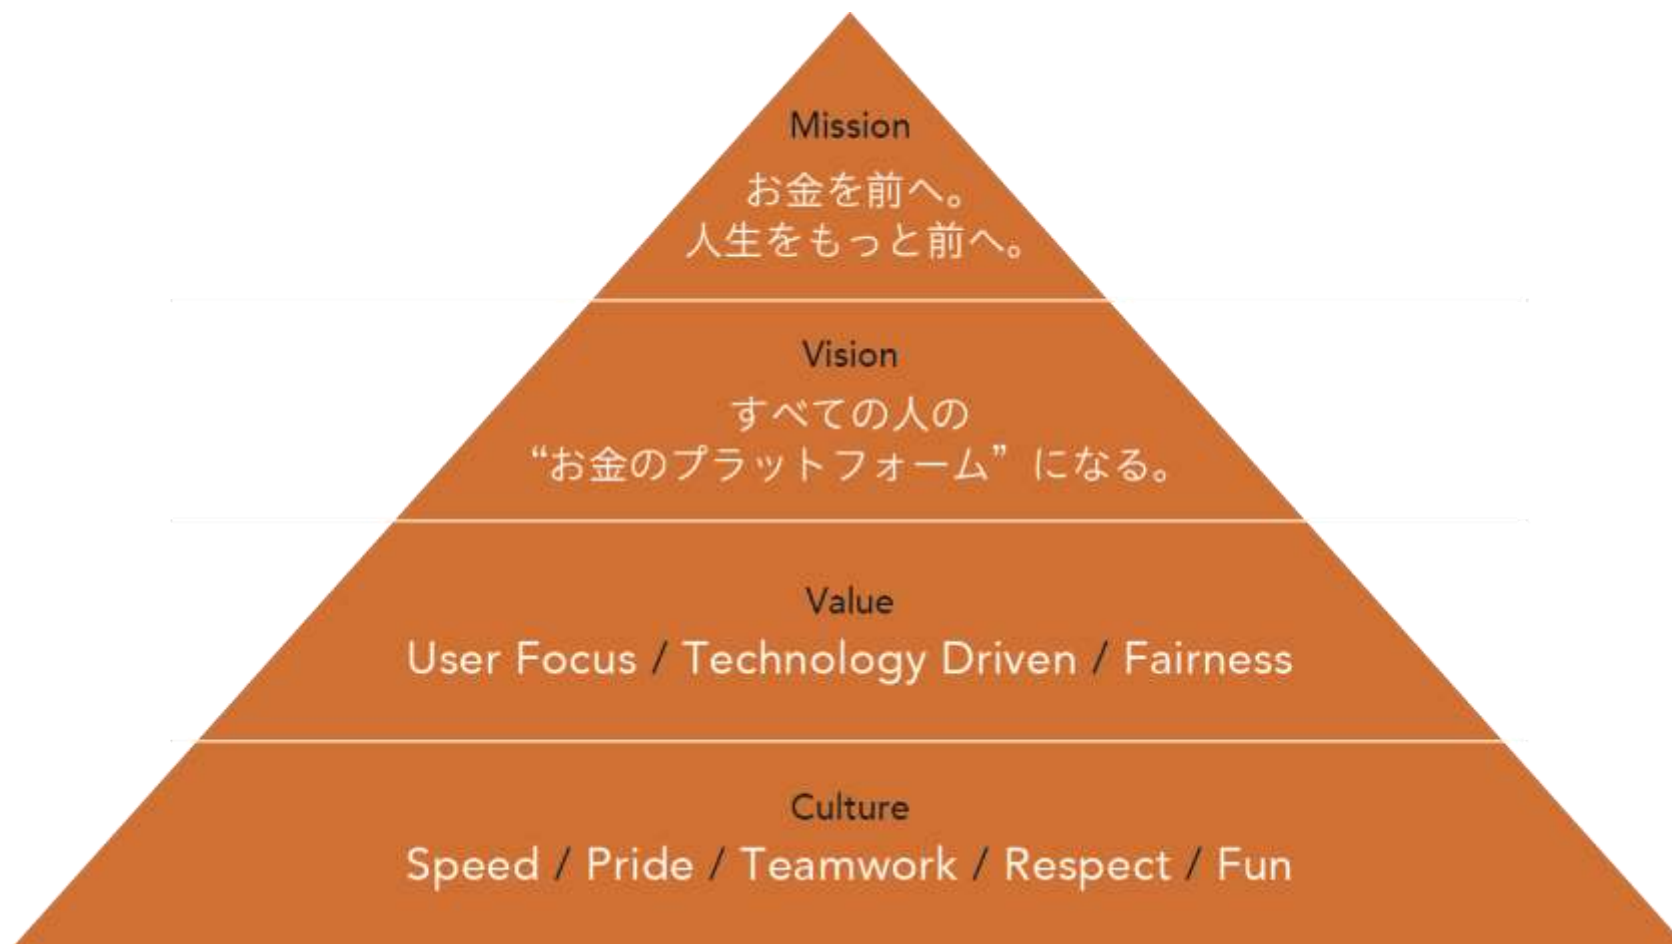 Mission
お金を前へ。
人生をもっと前へ。
Vision
すべての人の
“お金のプラットフォーム” になる。
Value
User Focus / Technology Driven / Fairness
Culture
Speed / Pride / Teamwork / Respect / Fun